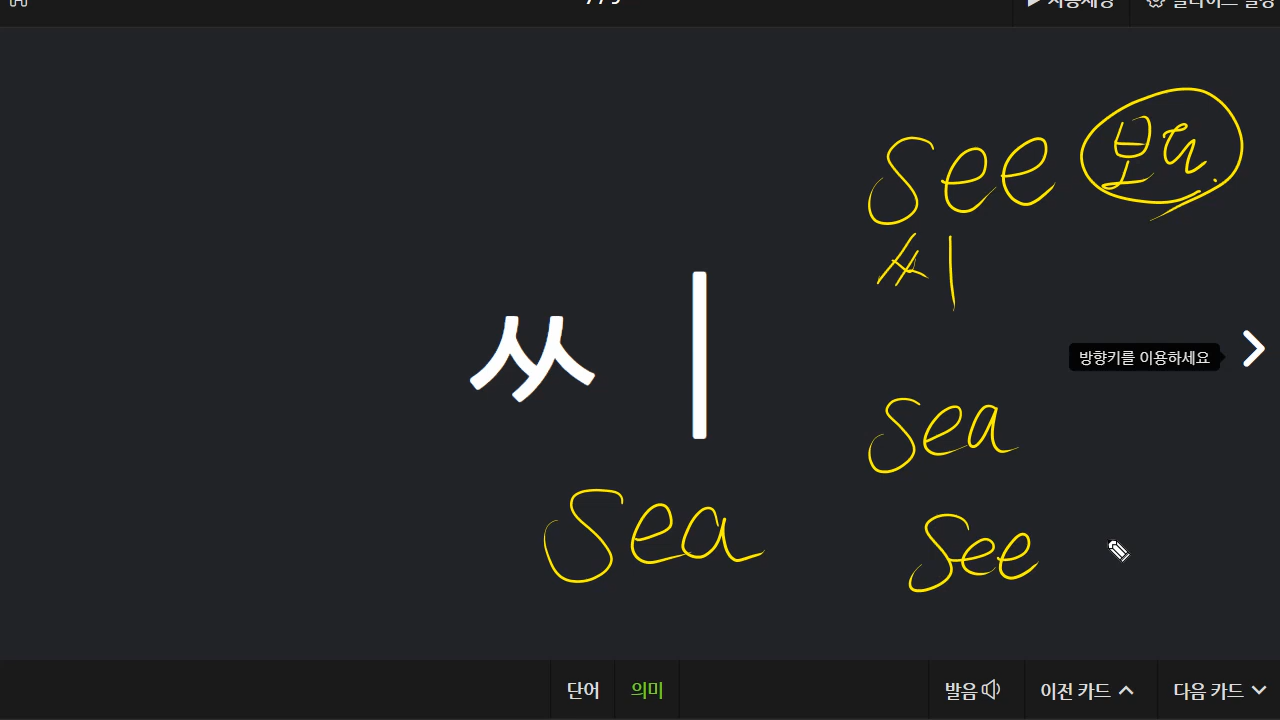 see 보다.
씨
씨
방향키를 이용하세요
sea
sea
see
단어 의미 발음 이전 카드 다음 카드